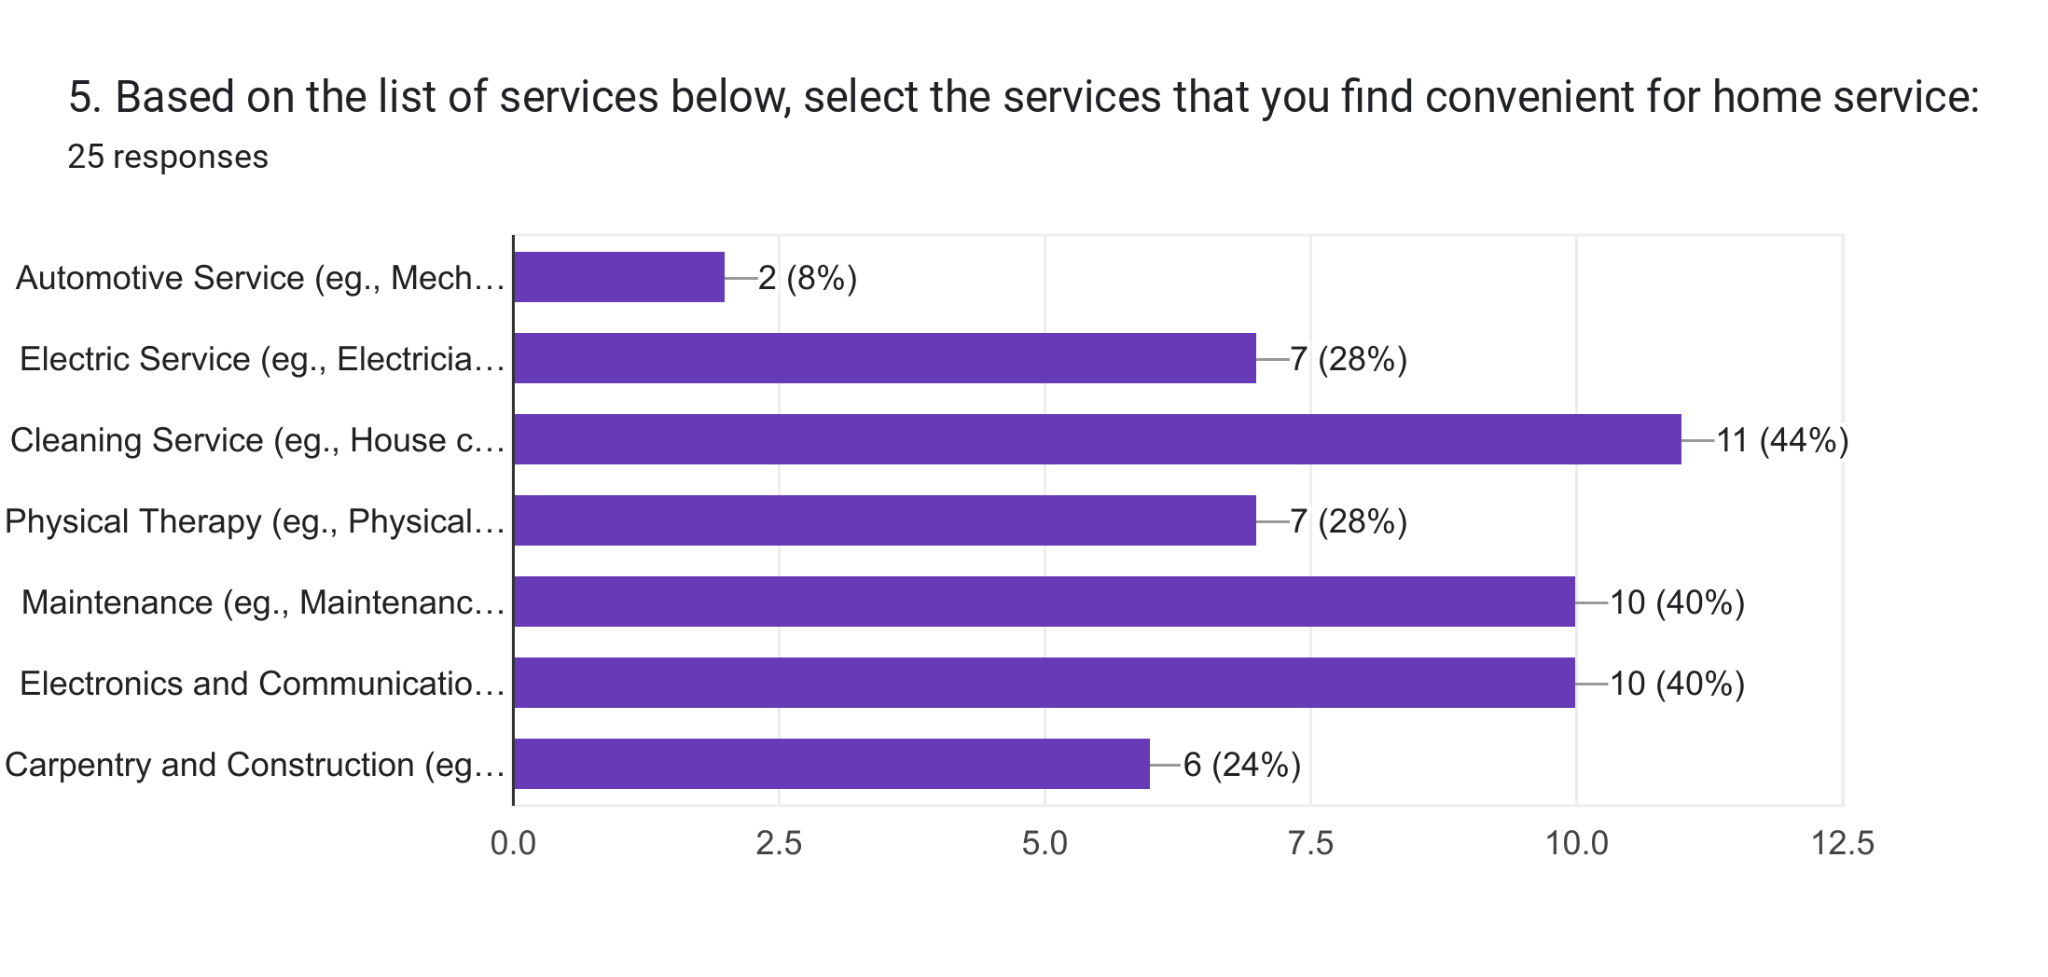 5. Based on the list of services below, select the services that you find convenient for home service:
25 responses
Automotive Service (eg., Mech… 2 (8%)
Electric Service (eg., Electricia… 7 (28%)
Cleaning Service (eg., House c… 11 (44%)
Physical Therapy (eg., Physical… 7 (28%)
Maintenance (eg., Maintenanc… 10 (40%)
Electronics and Communicatio… 10 (40%)
Carpentry and Construction (eg… 6 (24%)
0.0 2.5 5.0 7.5 10.0 12.5